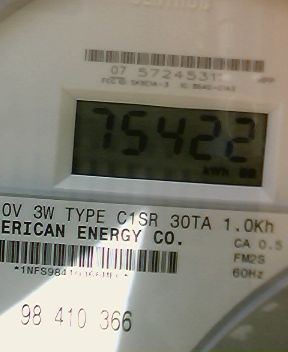 07 5724531
75422
kWh
0V 3W TYPE C1SR 30TA 1.0Kh
ERICAN ENERGY CO.
CA 0.5
FM2S
60Hz
98 410 366